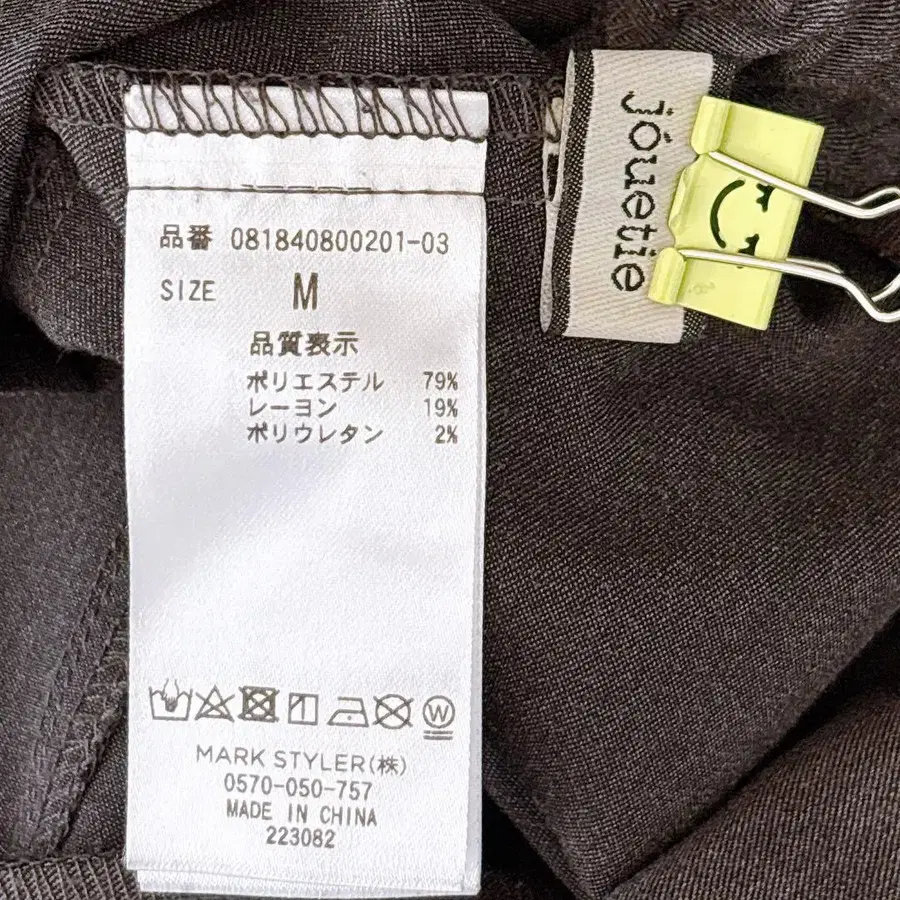 品番 081840800201-03
SIZE M
品質表示
ポリエステル 79%
レーヨン 19%
ポリウレタン 2%
MARK STYLER(株)
0570-050-757
MADE IN CHINA
223082
jóuetie